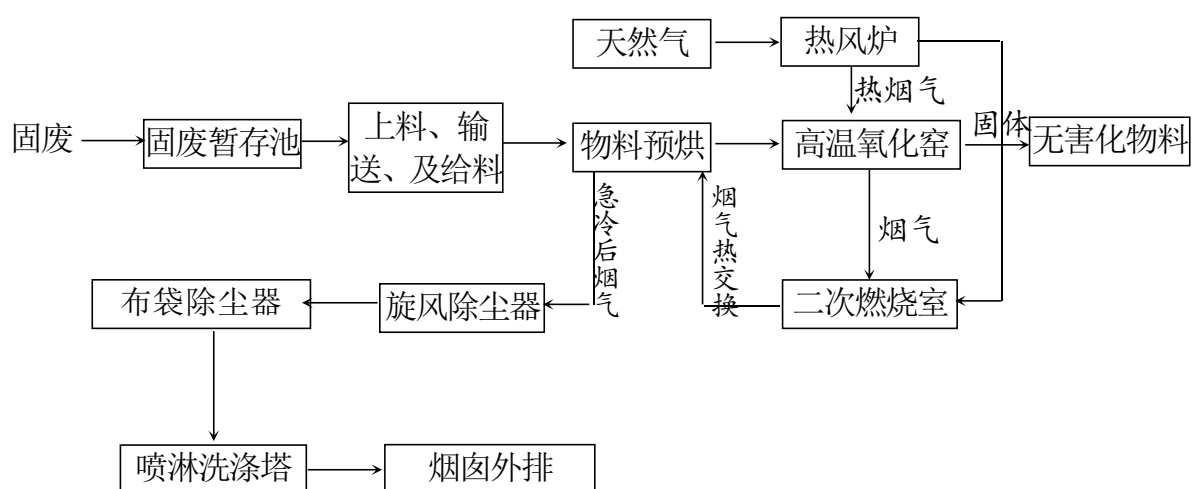 天然气
热风炉
热烟气
固废
固废暂存池
上料、输
送、及给料
物料预烘
高温氧化窑
固体
无害化物料
急冷后烟气
烟气热交换
烟气
布袋除尘器
旋风除尘器
二次燃烧室
喷淋洗涤塔
烟囱外排